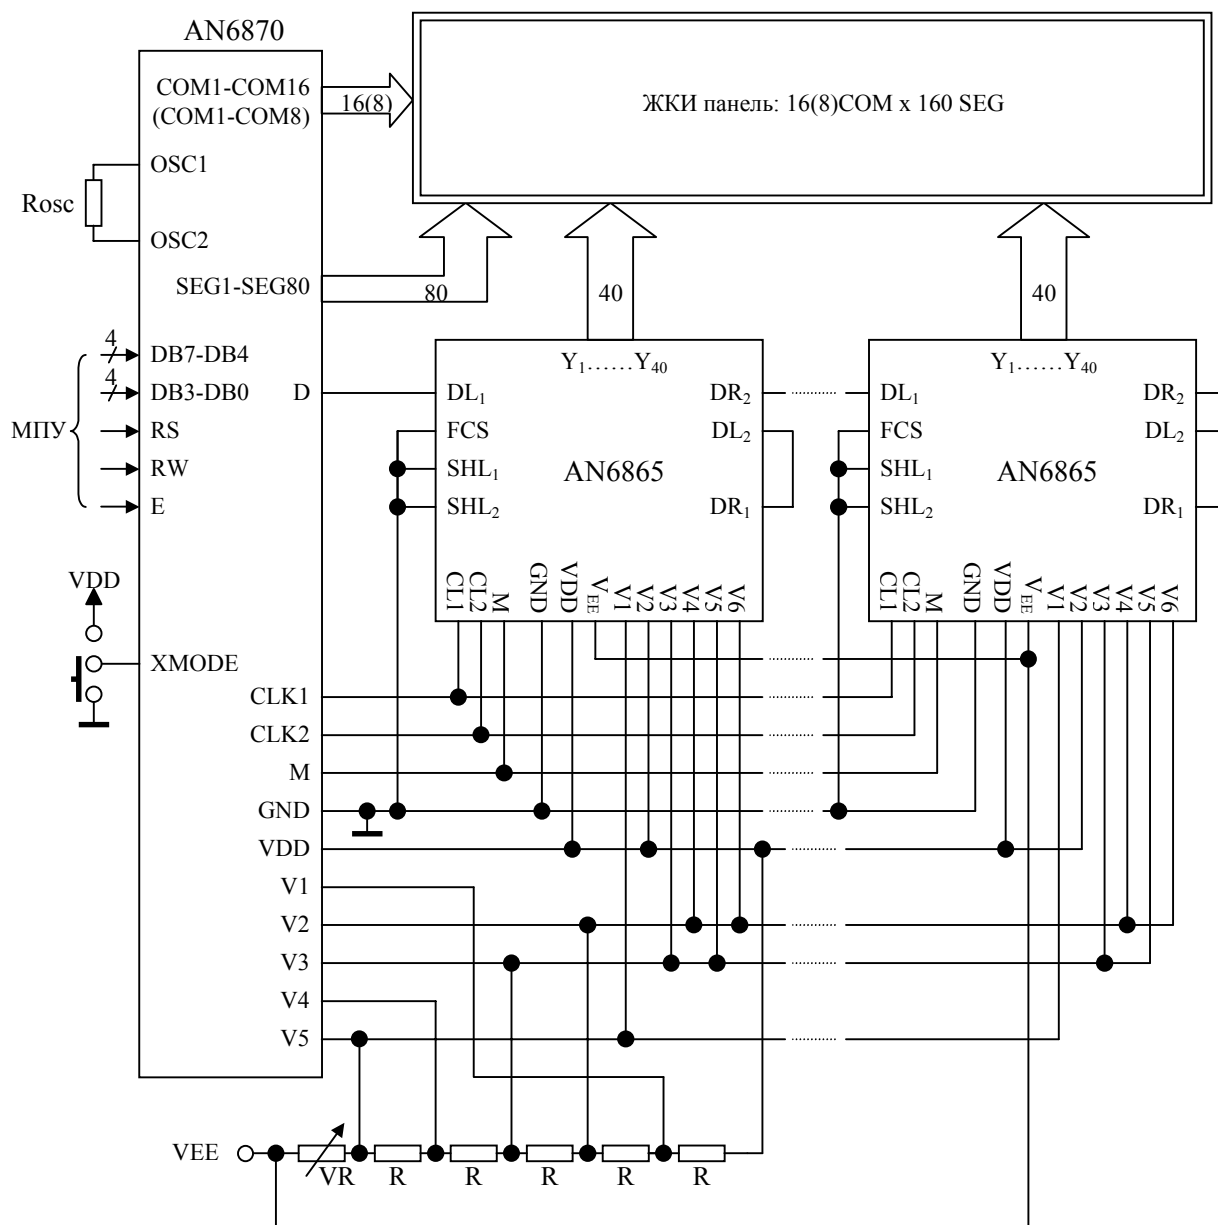 AN6870
COM1-COM16
(COM1-COM8)
16(8)
ЖКИ панель: 16(8)COM x 160 SEG
OSC1
Rosc
OSC2
SEG1-SEG80
80
40
40
4
DB7-DB4
4
DB3-DB0
МПУ
RS
RW
E
D
VDD
XMODE
CLK1
CLK2
M
GND
VDD
V1
V2
V3
V4
V5
Y1......Y40
DL1
DR2
FCS
DL2
SHL1
AN6865
SHL2
DR1
CL1
CL2
M
GND
VDD
VEE
V1
V2
V3
V4
V5
V6
Y1......Y40
DL1
DR2
FCS
DL2
SHL1
AN6865
SHL2
DR1
CL1
CL2
M
GND
VDD
VEE
V1
V2
V3
V4
V5
V6
VEE
VR
R
R
R
R
R